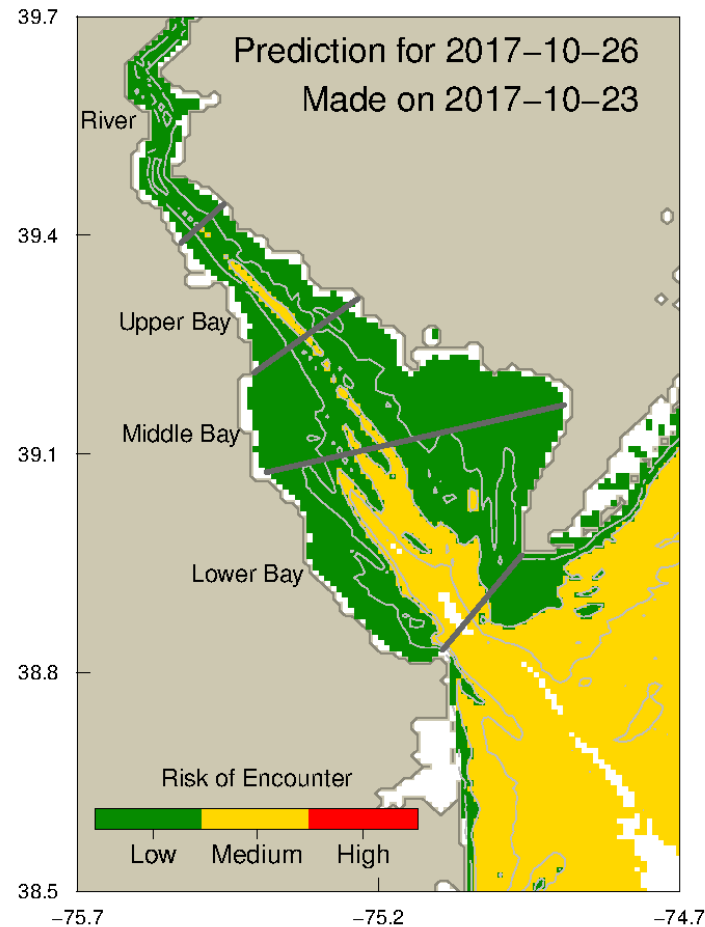 39.7
Prediction for 2017−10−26
Made on 2017−10−23
River
39.4
Upper Bay
Middle Bay
39.1
Lower Bay
38.8
Risk of Encounter
Low Medium High
38.5
−75.7 −75.2 −74.7